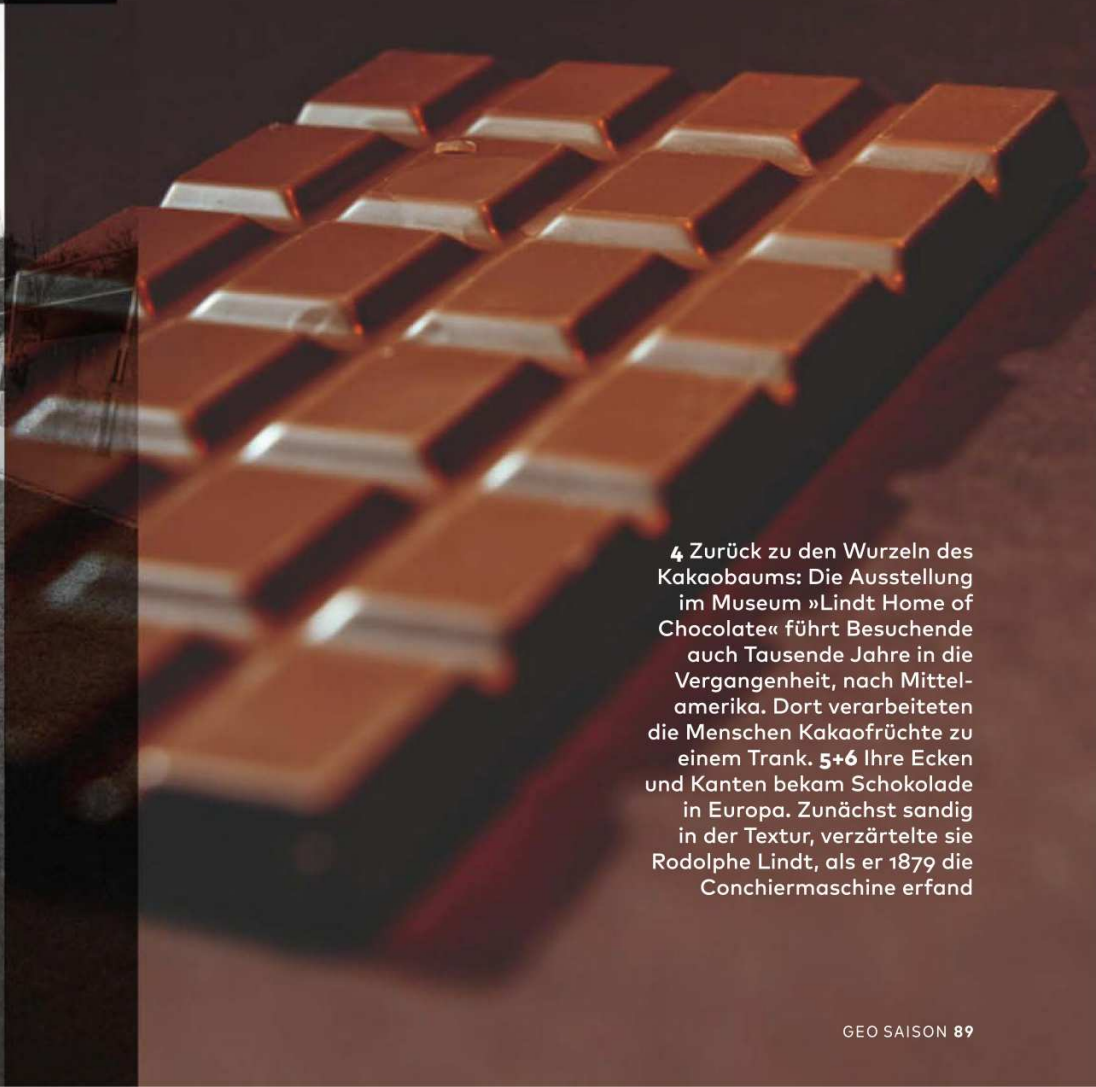 4 Zurück zu den Wurzeln des
Kakaobaums: Die Ausstellung
im Museum »Lindt Home of
Chocolate« führt Besuchende
auch Tausende Jahre in die
Vergangenheit, nach Mittel-
amerika. Dort verarbeiteten
die Menschen Kakaofrüchte zu
einem Trank. 5+6 Ihre Ecken
und Kanten bekam Schokolade
in Europa. Zunächst sandig
in der Textur, verzärtelte sie
Rodolphe Lindt, als er 1879 die
Conchiermaschine erfand
GEO SAISON 89